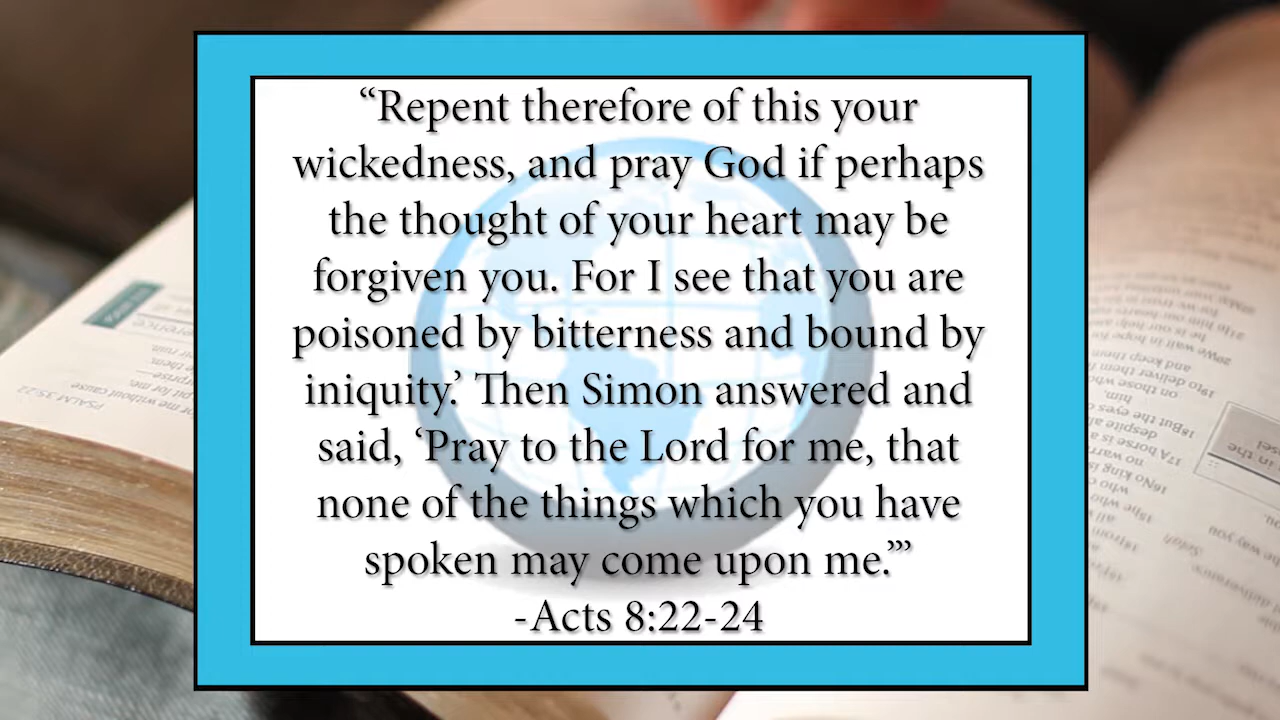 “Repent therefore of this your
wickedness, and pray God if perhaps
the thought of your heart may be
forgiven you. For I see that you are
poisoned by bitterness and bound by
iniquity.’ Then Simon answered and
said, ‘Pray to the Lord for me, that
none of the things which you have
spoken may come upon me.’”
-Acts 8:22-24
PSALM 35:22